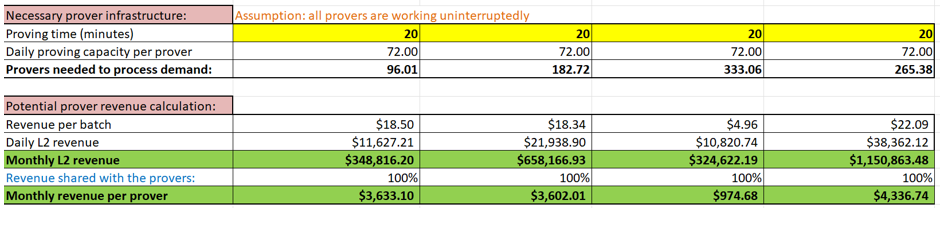 Necessary prover infrastructure: Assumption: all provers are working uninterruptedly
Proving time (minutes) 20 20 20 20
Daily proving capacity per prover 72.00 72.00 72.00 72.00
Provers needed to process demand: 96.01 182.72 333.06 265.38
Potential prover revenue calculation:
Revenue per batch $18.50 $18.34 $4.96 $22.09
Daily L2 revenue $11,627.21 $21,938.90 $10,820.74 $38,362.12
Monthly L2 revenue $348,816.20 $658,166.93 $324,622.19 $1,150,863.48
Revenue shared with the provers: 100% 100% 100% 100%
Monthly revenue per prover $3,633.10 $3,602.01 $974.68 $4,336.74